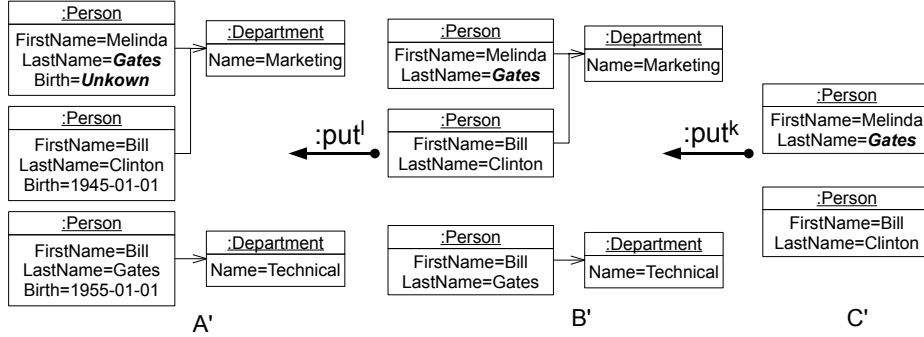 :Person
FirstName=Melinda
LastName=Gates
Birth=Unkown
:Department
Name=Marketing
:Person
FirstName=Bill
LastName=Clinton
Birth=1945-01-01
:Person
FirstName=Bill
LastName=Gates
Birth=1955-01-01
:Department
Name=Technical
A'
:putˡ
:Person
FirstName=Melinda
LastName=Gates
:Department
Name=Marketing
:Person
FirstName=Bill
LastName=Clinton
:Person
FirstName=Bill
LastName=Gates
:Department
Name=Technical
B'
:putᵏ
:Person
FirstName=Melinda
LastName=Gates
:Person
FirstName=Bill
LastName=Clinton
C'